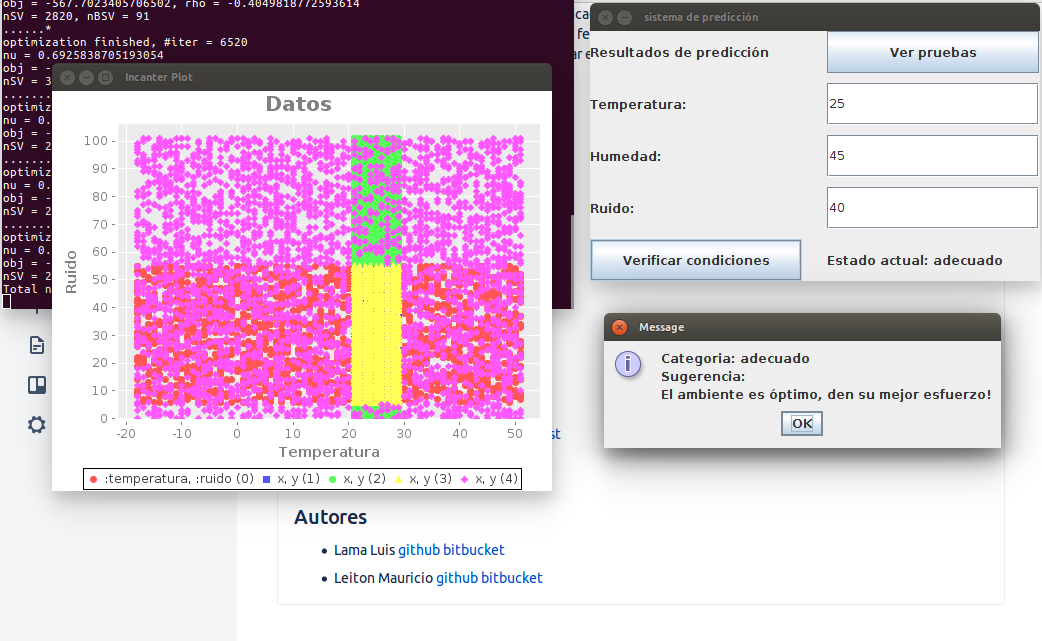 obj = -567.7023405706502, rho = -0.4049818772593614
nSV = 2820, nBSV = 91
......*
optimization finished, #iter = 6520
nu = 0.6925838705193054
obj = -
nSV = 3
.......
optimiz
nu = 0.
obj = -
nSV = 2
.......
optimiz
nu = 0.
obj = -
nSV = 2
.......
optimiz
nu = 0.
obj = -
nSV = 2
Total n
Incanter Plot
Datos
Ruido
100
90
80
70
60
50
40
30
20
10
0
-20 -10 0 10 20 30 40 50
Temperatura
:temperatura, :ruido (0) x, y (1) x, y (2) x, y (3) x, y (4)
ca
fe
ar e
sistema de predicción
Resultados de predicción Ver pruebas
Temperatura: 25
Humedad: 45
Ruido: 40
Verificar condiciones Estado actual: adecuado
Message
Categoria: adecuado
Sugerencia:
El ambiente es óptimo, den su mejor esfuerzo!
OK
st
Autores
Lama Luis github bitbucket
Leiton Mauricio github bitbucket